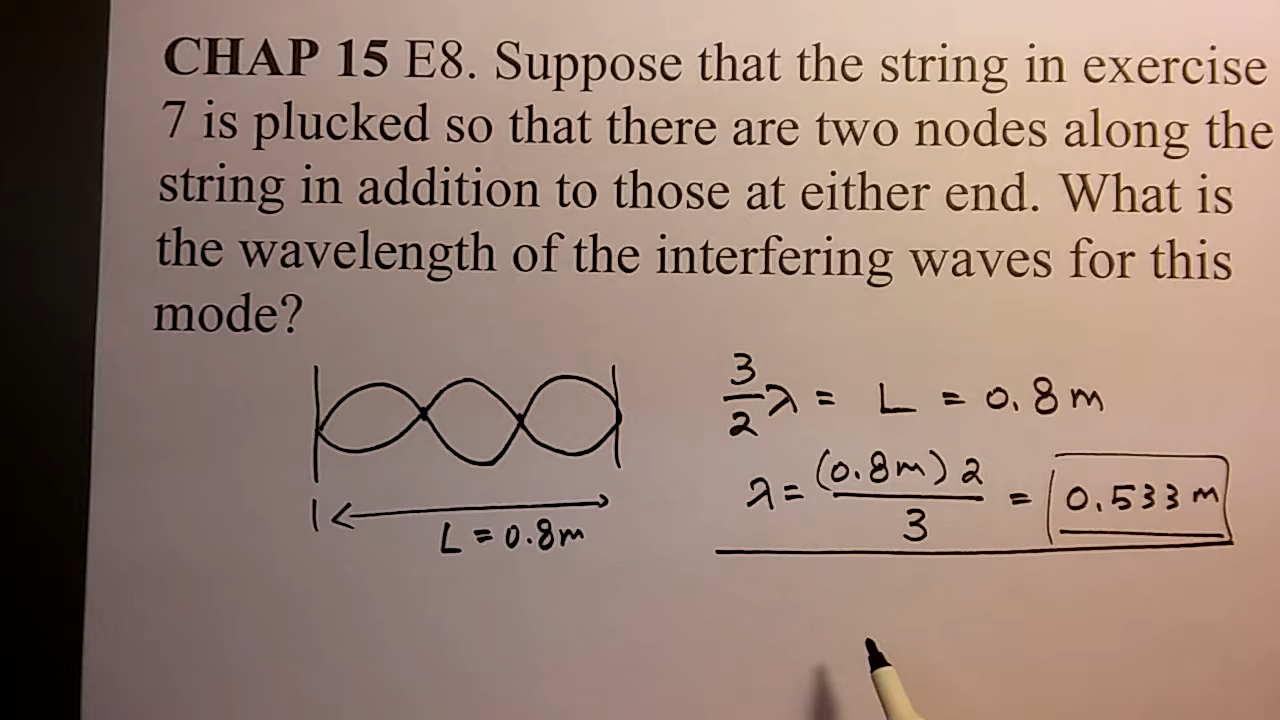 CHAP 15 E8. Suppose that the string in exercise
7 is plucked so that there are two nodes along the
string in addition to those at either end. What is
the wavelength of the interfering waves for this
mode?
3/2 λ = L = 0.8 m
λ = (0.8m) 2 / 3 = 0.533 m
L = 0.8m